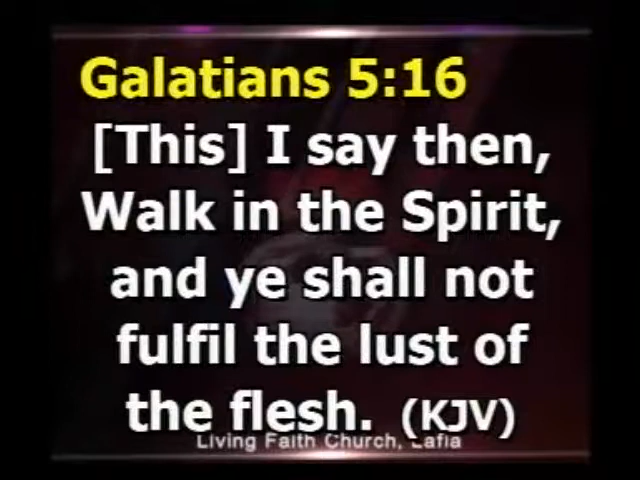 Galatians 5:16
[This] I say then,
Walk in the Spirit,
and ye shall not
fulfil the lust of
the flesh. (KJV)
Living Faith Church, Lafia